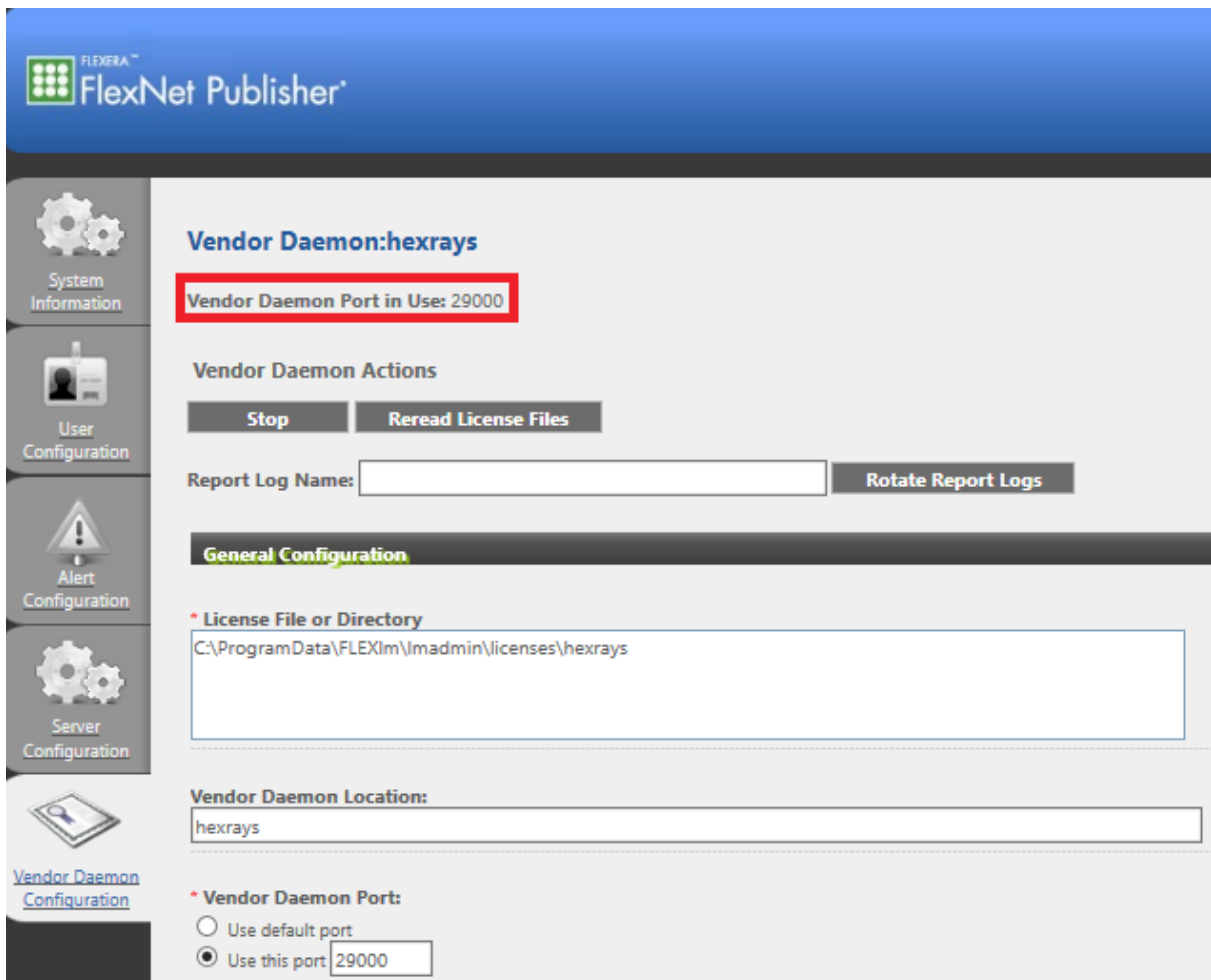 FLEXERA™
FlexNet Publisher®
System
Information
User
Configuration
Alert
Configuration
Server
Configuration
Vendor Daemon
Configuration
Vendor Daemon:hexrays
Vendor Daemon Port in Use: 29000
Vendor Daemon Actions
Stop Reread License Files
Report Log Name: Rotate Report Logs
General Configuration
* License File or Directory
C:\ProgramData\FLEXlm\lmadmin\licenses\hexrays
Vendor Daemon Location:
hexrays
* Vendor Daemon Port:
Use default port
Use this port 29000